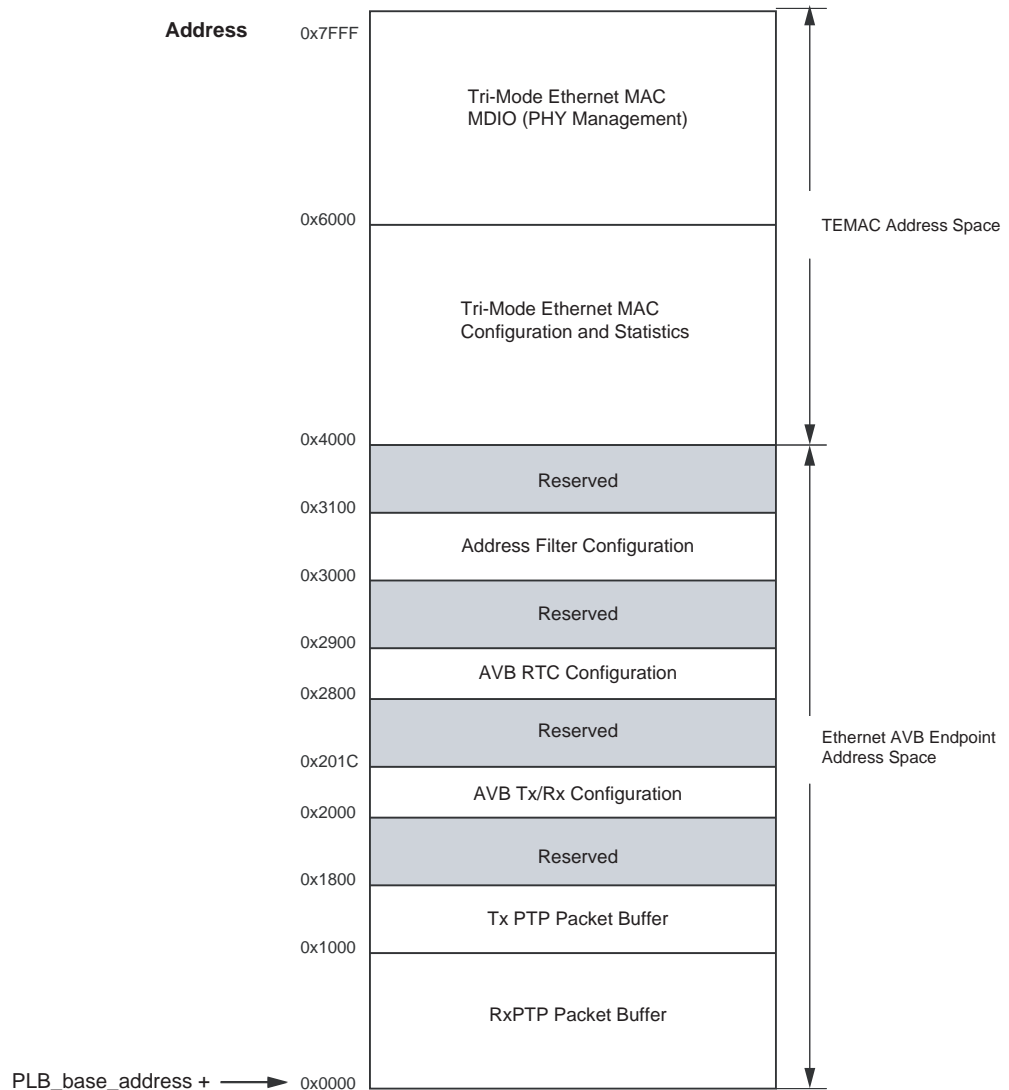 Address
0x7FFF
Tri-Mode Ethernet MAC
MDIO (PHY Management)
0x6000
TEMAC Address Space
Tri-Mode Ethernet MAC
Configuration and Statistics
0x4000
Reserved
0x3100
Address Filter Configuration
0x3000
Reserved
0x2900
AVB RTC Configuration
0x2800
Reserved
Ethernet AVB Endpoint
Address Space
0x201C
AVB Tx/Rx Configuration
0x2000
Reserved
0x1800
Tx PTP Packet Buffer
0x1000
RxPTP Packet Buffer
PLB_base_address +
0x0000